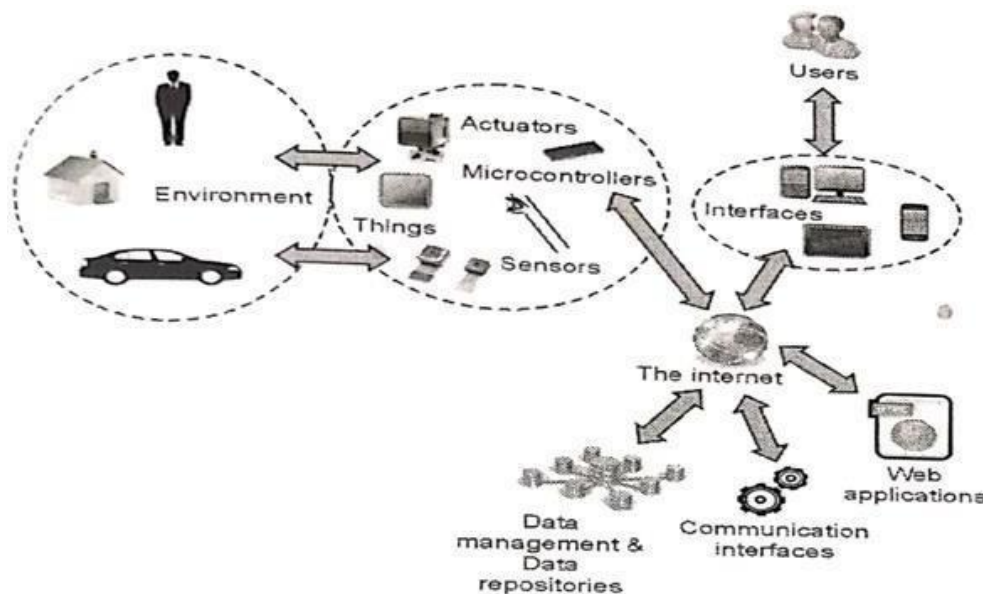 Users
Actuators
Microcontrollers
Environment
Interfaces
Things
Sensors
The internet
Web
applications
Data
management &
Data
repositories
Communication
interfaces